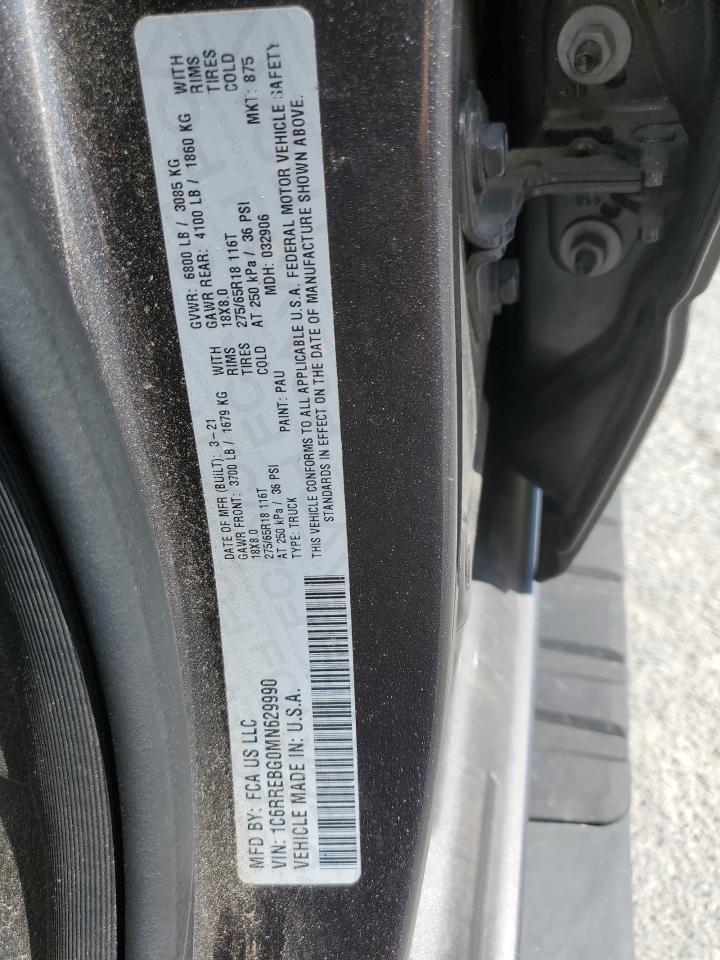 MFD BY: FCA US LLC
VIN: 1C6RREBG0MN629990
VEHICLE MADE IN: U.S.A.
DATE OF MFR (BUILT): 3-21 GVWR: 6800 LB / 3085 KG
GAWR FRONT: 3700 LB / 1679 KG WITH GAWR REAR: 4100 LB / 1860 KG WITH
18X8.0 RIMS 18X8.0 RIMS
275/65R18 116T TIRES 275/65R18 116T TIRES
AT 250 kPa / 36 PSI COLD AT 250 kPa / 36 PSI COLD
TYPE: TRUCK PAINT: PAU MDH: 032906 MKT: 875
THIS VEHICLE CONFORMS TO ALL APPLICABLE U.S.A. FEDERAL MOTOR VEHICLE SAFETY
STANDARDS IN EFFECT ON THE DATE OF MANUFACTURE SHOWN ABOVE.